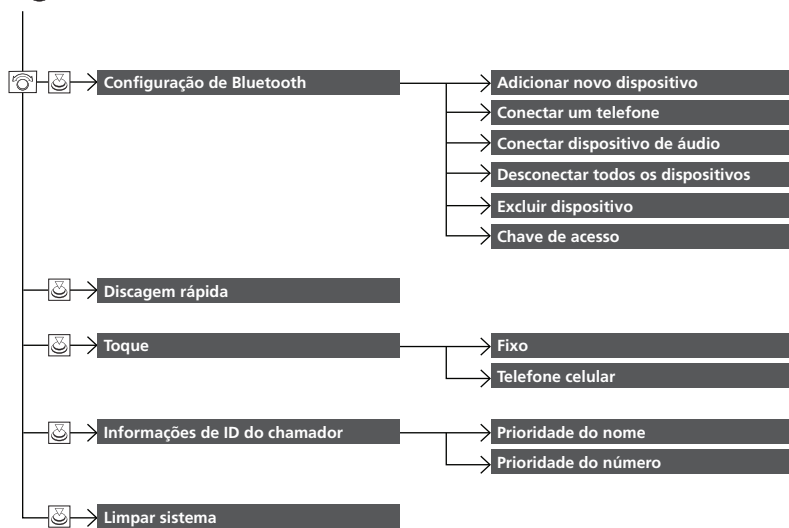 Configuração de Bluetooth
Adicionar novo dispositivo
Conectar um telefone
Conectar dispositivo de áudio
Desconectar todos os dispositivos
Excluir dispositivo
Chave de acesso
Discagem rápida
Toque
Fixo
Telefone celular
Informações de ID do chamador
Prioridade do nome
Prioridade do número
Limpar sistema